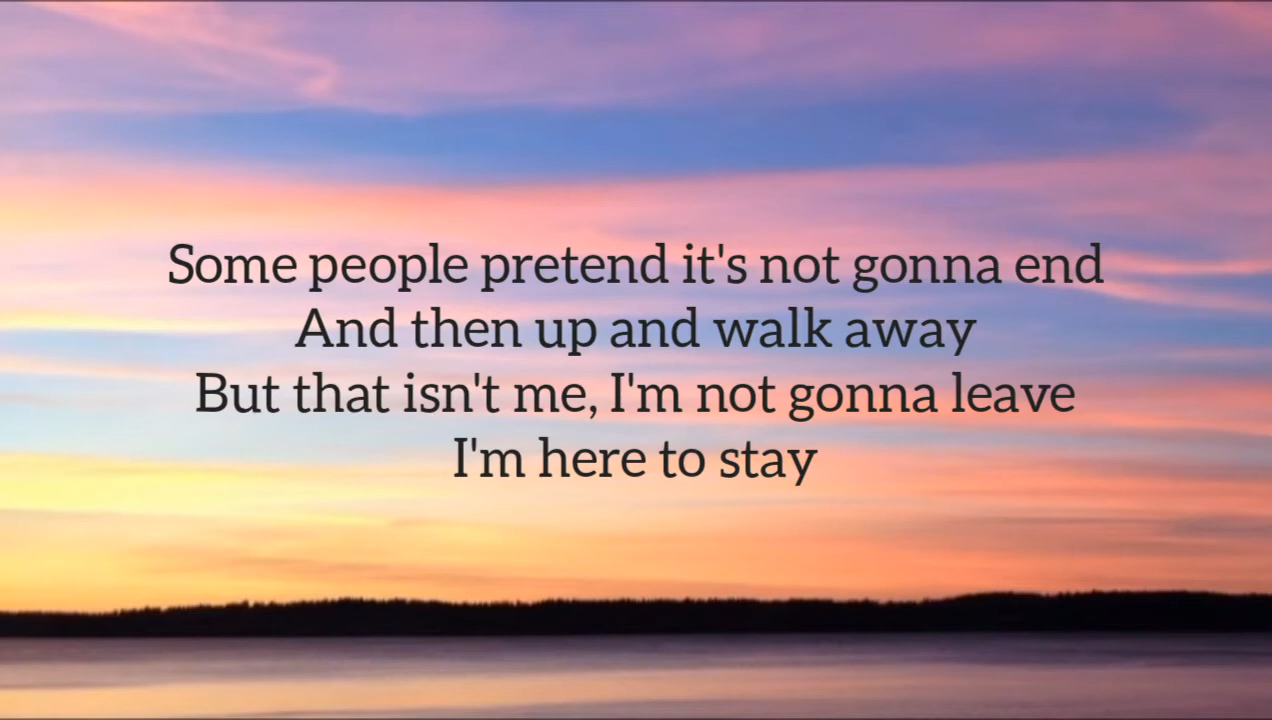 Some people pretend it's not gonna end
And then up and walk away
But that isn't me, I'm not gonna leave
I'm here to stay